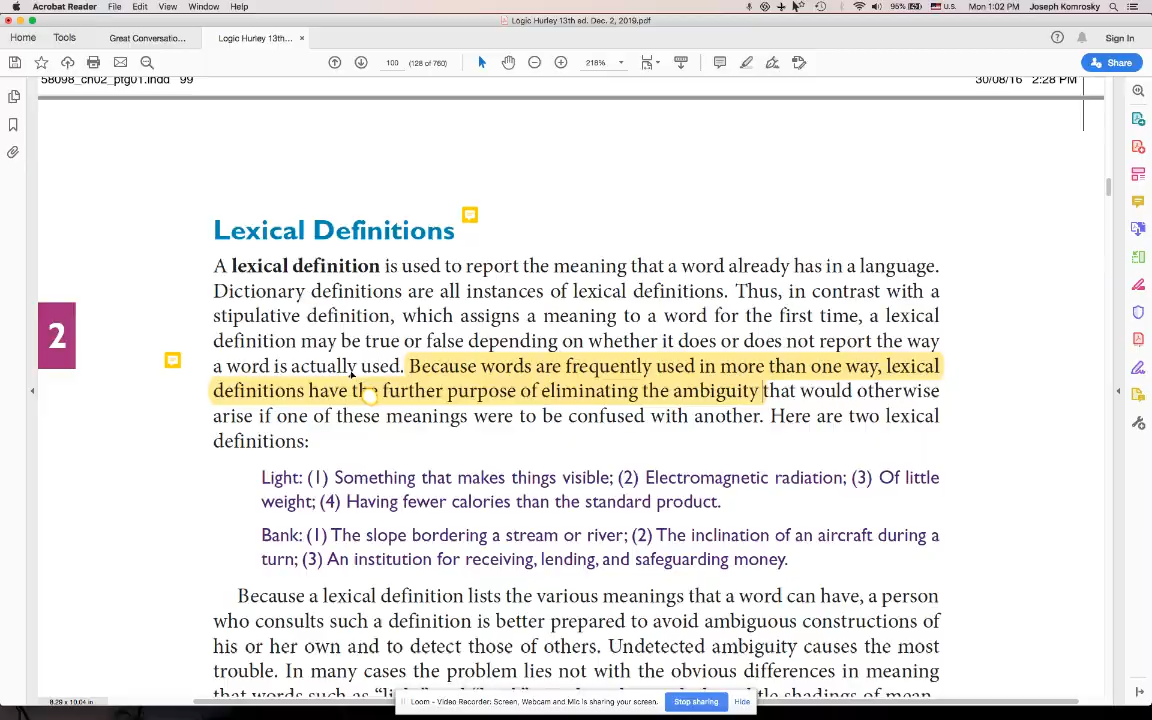 Acrobat Reader File Edit View Window Help 95% U.S. Mon 1:02 PM Joseph Komrosky
Logic Hurley 13th ed. Dec. 2, 2019.pdf
Home Tools Great Conversatio... Logic Hurley 13th... × Sign In
100 (128 of 760) 218% Share
58098_ch02_ptg01.indd 99 30/08/16 2:28 PM
Lexical Definitions
A lexical definition is used to report the meaning that a word already has in a language.
Dictionary definitions are all instances of lexical definitions. Thus, in contrast with a
stipulative definition, which assigns a meaning to a word for the first time, a lexical
2
definition may be true or false depending on whether it does or does not report the way
a word is actually used. Because words are frequently used in more than one way, lexical
definitions have the further purpose of eliminating the ambiguity that would otherwise
arise if one of these meanings were to be confused with another. Here are two lexical
definitions:
Light: (1) Something that makes things visible; (2) Electromagnetic radiation; (3) Of little
weight; (4) Having fewer calories than the standard product.
Bank: (1) The slope bordering a stream or river; (2) The inclination of an aircraft during a
turn; (3) An institution for receiving, lending, and safeguarding money.
Because a lexical definition lists the various meanings that a word can have, a person
who consults such a definition is better prepared to avoid ambiguous constructions of
his or her own and to detect those of others. Undetected ambiguity causes the most
trouble. In many cases the problem lies not with the obvious differences in meaning
that words such as shadings of mean-
8.29 x 10.04 in
Loom - Video Recorder: Screen, Webcam and Mic is sharing your screen. Stop sharing Hide